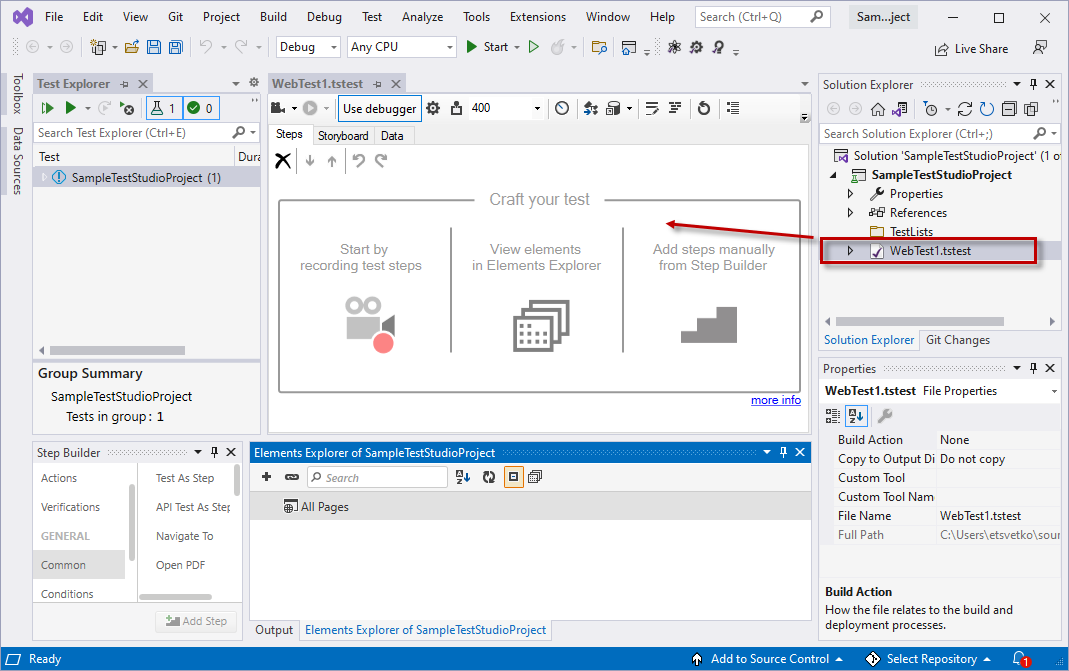 File Edit View Git Project Build Debug Test Analyze Tools Extensions Window Help Search (Ctrl+Q) Sam...ject
Debug Any CPU Start Live Share
Toolbox
Data Sources
Test Explorer
1 0
Search Test Explorer (Ctrl+E)
Test Dura
SampleTestStudioProject (1)
Group Summary
SampleTestStudioProject
Tests in group: 1
WebTest1.tstest
Use debugger 400
Steps Storyboard Data
Craft your test
Start by
recording test steps
View elements
in Elements Explorer
Add steps manually
from Step Builder
more info
Solution Explorer
Search Solution Explorer (Ctrl+;)
Solution 'SampleTestStudioProject' (1 o
SampleTestStudioProject
Properties
References
TestLists
WebTest1.tstest
Solution Explorer Git Changes
Properties
WebTest1.tstest File Properties
Build Action None
Copy to Output Di Do not copy
Custom Tool
Custom Tool Nam
File Name WebTest1.tstest
Full Path C:\Users\etsvetko\sour
Build Action
How the file relates to the build and
deployment processes.
Step Builder
Actions
Verifications
GENERAL
Common
Conditions
Test As Step
API Test As Step
Navigate To
Open PDF
Add Step
Elements Explorer of SampleTestStudioProject
Search
All Pages
Output Elements Explorer of SampleTestStudioProject
Ready Add to Source Control Select Repository 1